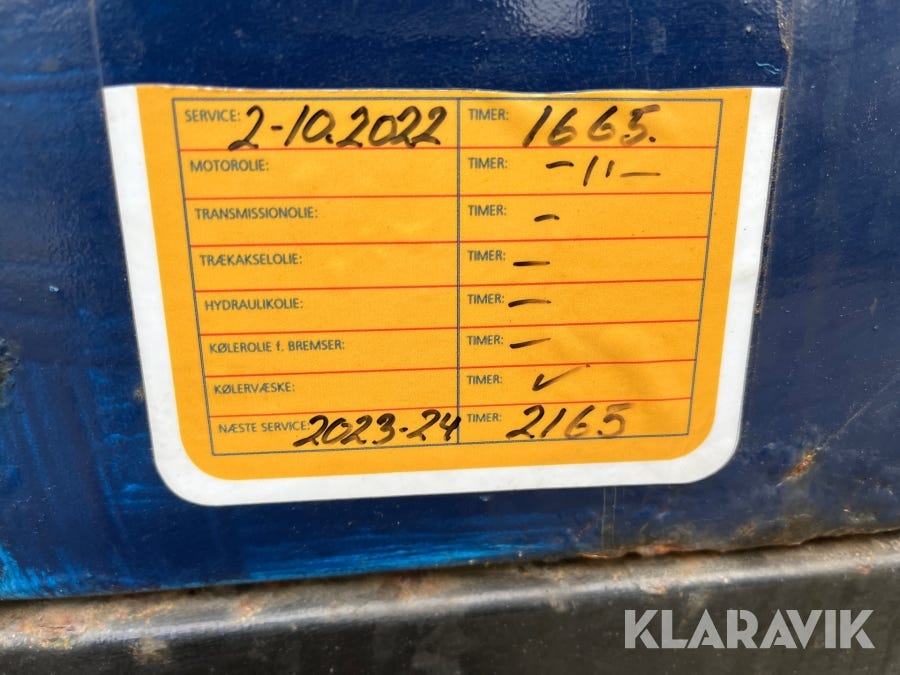 SERVICE: 2-10.2022 TIMER: 1665.
MOTOROLIE: TIMER: -11-
TRANSMISSIONOLIE: TIMER: -
TRÆKAKSELOLIE: TIMER: -
HYDRAULIKOLIE: TIMER: -
KØLEROLIE f. BREMSER: TIMER: -
KØLERVÆSKE: TIMER: ✓
NÆSTE SERVICE: 2023-24 TIMER: 2165
KLARAVIK